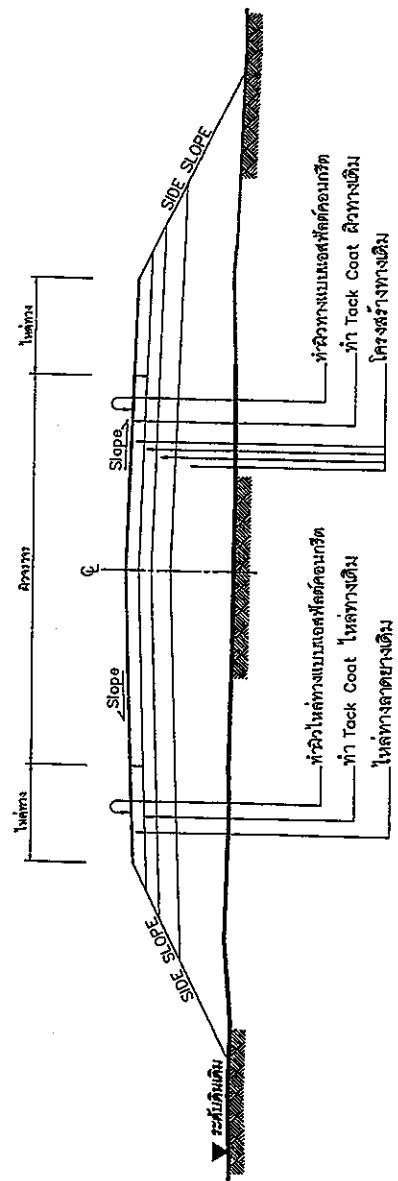 ไหล่ทาง
ผิวจราจร
ไหล่ทาง
Slope
Slope
C
L
SIDE SLOPE
SIDE SLOPE
ระดับดินเดิม
ทำผิวไหล่ทางแบบแอสฟัลต์คอนกรีต
ทำ Tack Coat ไหล่ทางเดิม
ไหล่ทางลาดยางเดิม
ทำผิวทางแบบแอสฟัลต์คอนกรีต
ทำ Tack Coat ผิวทางเดิม
โครงสร้างทางเดิม